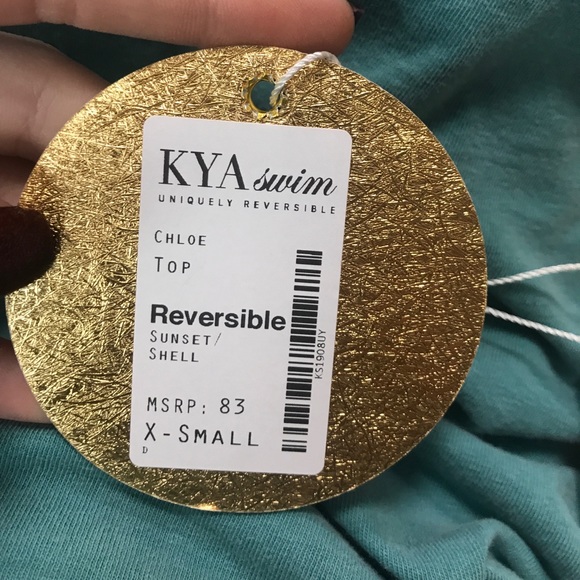 KYA swim
UNIQUELY REVERSIBLE
CHLOE
TOP
Reversible
SUNSET/
SHELL
MSRP: 83
X-SMALL
D
KS1908UY